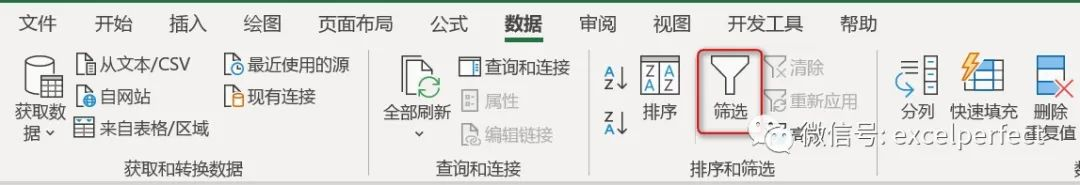 文件 开始 插入 绘图 页面布局 公式 数据 审阅 视图 开发工具 帮助
获取数据
从文本/CSV
自网站
来自表格/区域
最近使用的源
现有连接
获取和转换数据
全部刷新
查询和连接
属性
编辑链接
查询和连接
排序
筛选
清除
重新应用
排序和筛选
分列
快速填充
删除
重复值
微信号: excelperfect